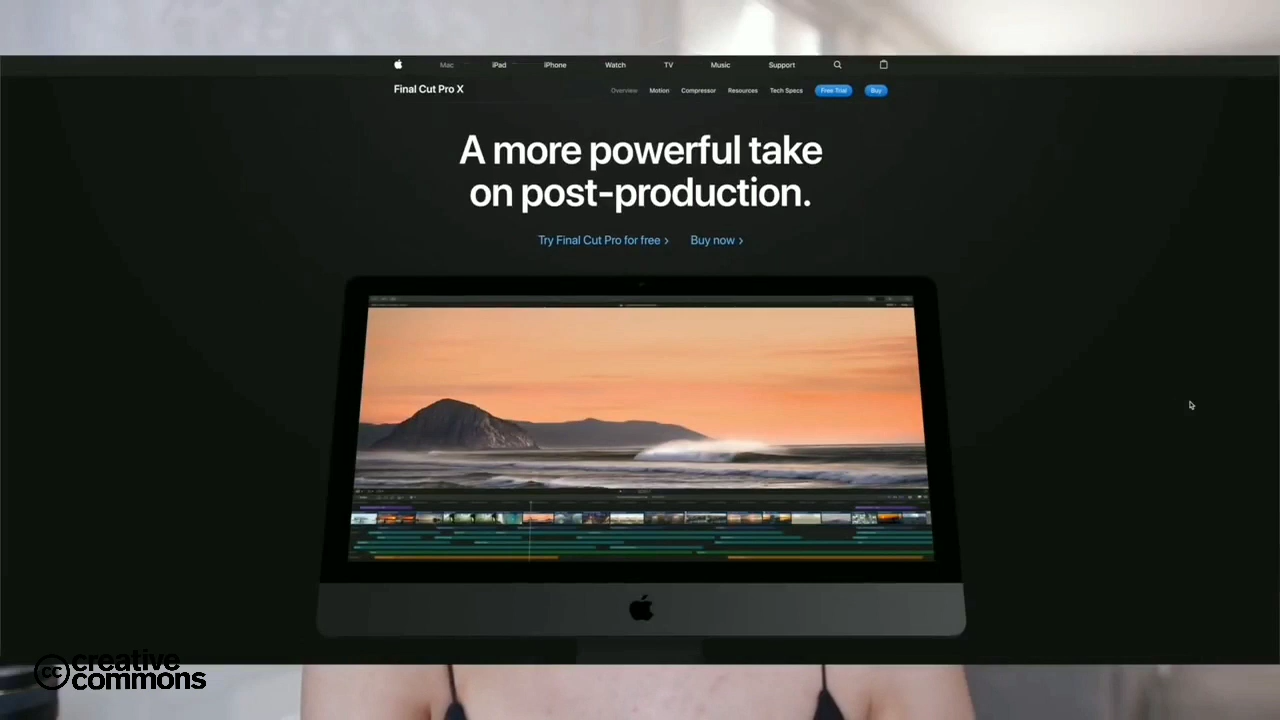 Mac iPad iPhone Watch TV Music Support
Final Cut Pro X
Overview Motion Compressor Resources Tech Specs Free Trial Buy
A more powerful take
on post-production.
Try Final Cut Pro for free > Buy now >
cc creative
commons